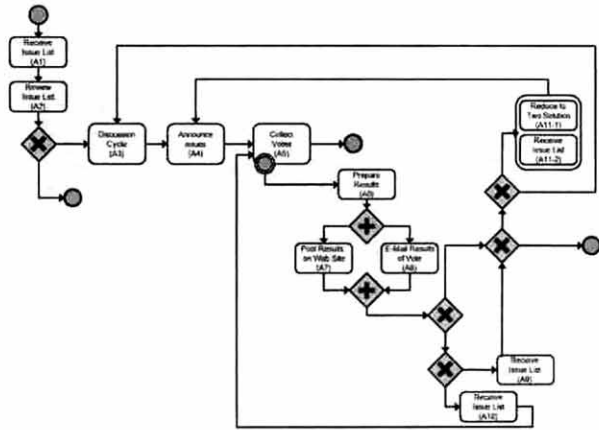 Receive
Issue List
(A1)
Review
Issue List
(A2)
Discussion
Cycle
(A3)
Announce
Issues
(A4)
Collect
Votes
(A5)
Prepare
Results
Post Results
on Web Site
(A7)
E-Mail Results
of Vote
(A8)
Receive
Issue List
(A9)
Receive
Issue List
Reduce to
Two Solution
(A11-1)
Receive
Issue List
(A11-2)